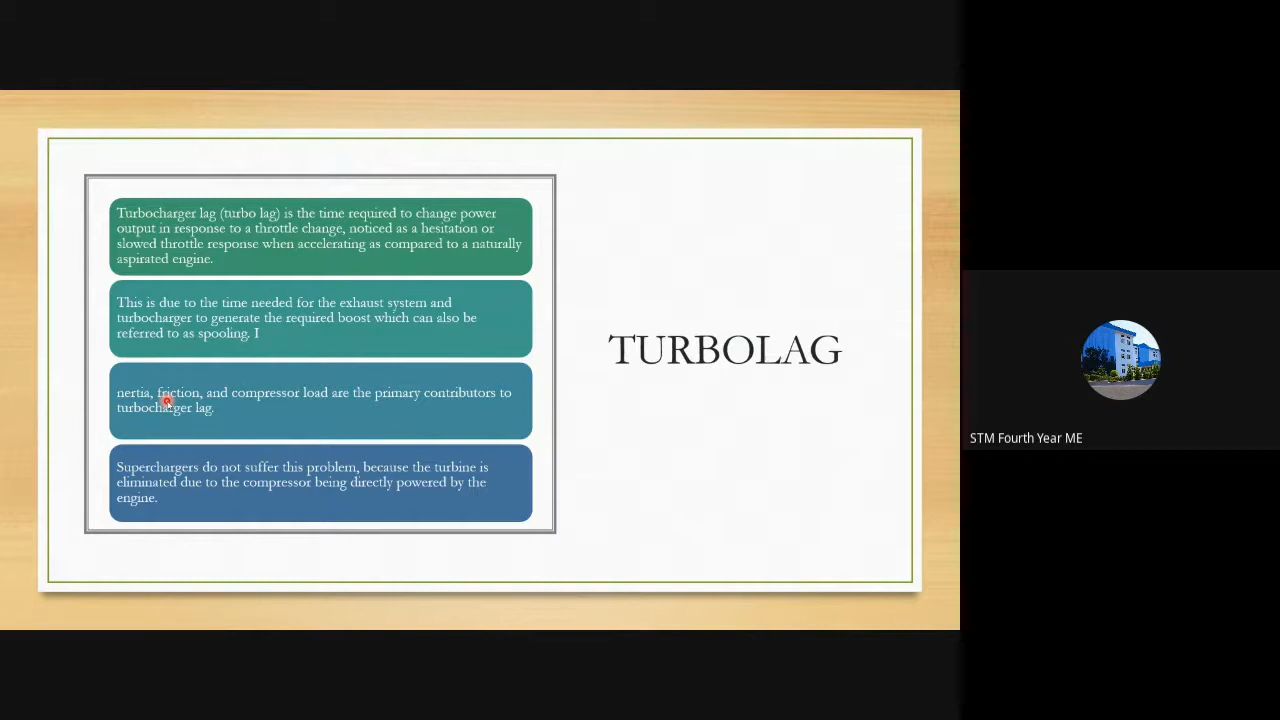 Turbocharger lag (turbo lag) is the time required to change power
output in response to a throttle change, noticed as a hesitation or
slowed throttle response when accelerating as compared to a naturally
aspirated engine.
This is due to the time needed for the exhaust system and
turbocharger to generate the required boost which can also be
referred to as spooling. I
nertia, friction, and compressor load are the primary contributors to
turbocharger lag.
Superchargers do not suffer this problem, because the turbine is
eliminated due to the compressor being directly powered by the
engine.
TURBOLAG
STM Fourth Year ME